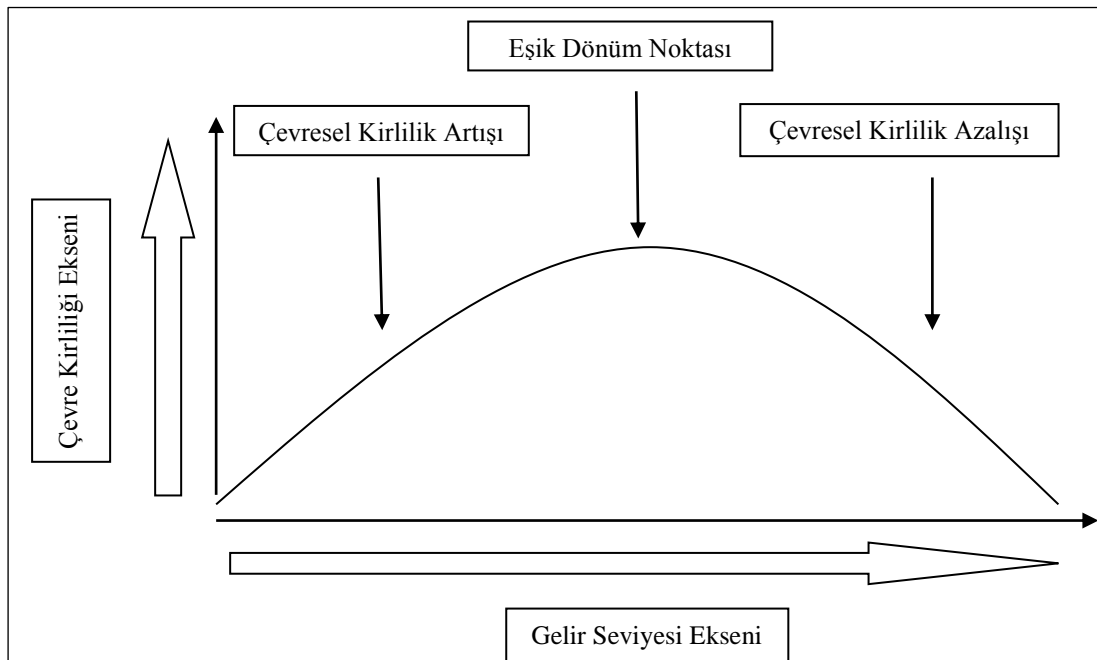 Eşik Dönüm Noktası
Çevresel Kirlilik Artışı
Çevresel Kirlilik Azalışı
Çevre Kirliliği Ekseni
Gelir Seviyesi Ekseni